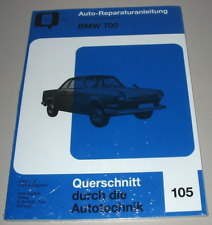 Auto-Reparaturanleitung
BMW 700
Querschnitt
durch die
Autotechnik
105